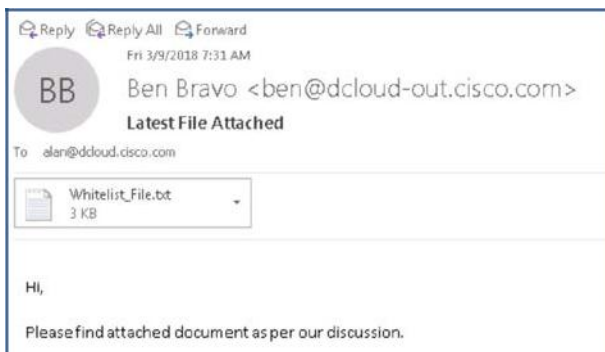 Reply Reply All Forward
Fri 3/9/2018 7:31 AM
BB
Ben Bravo <ben@dcloud-out.cisco.com>
Latest File Attached
To alan@dcloud.cisco.com
Whitelist_File.txt
3 KB
Hi,
Please find attached document as per our discussion.